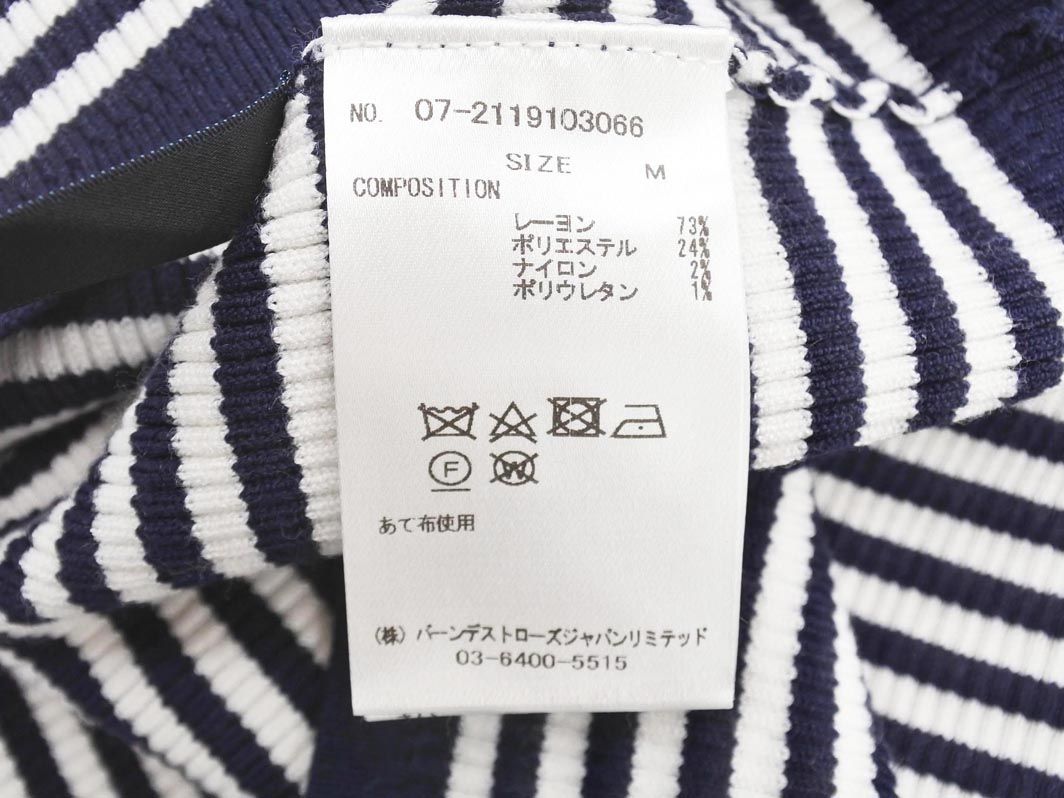 NO. 07-2119103066
SIZE M
COMPOSITION
レーヨン 73%
ポリエステル 24%
ナイロン 2%
ポリウレタン 1%
F W
あて布使用
(株) バーンデストローズジャパンリミテッド
03-6400-5515